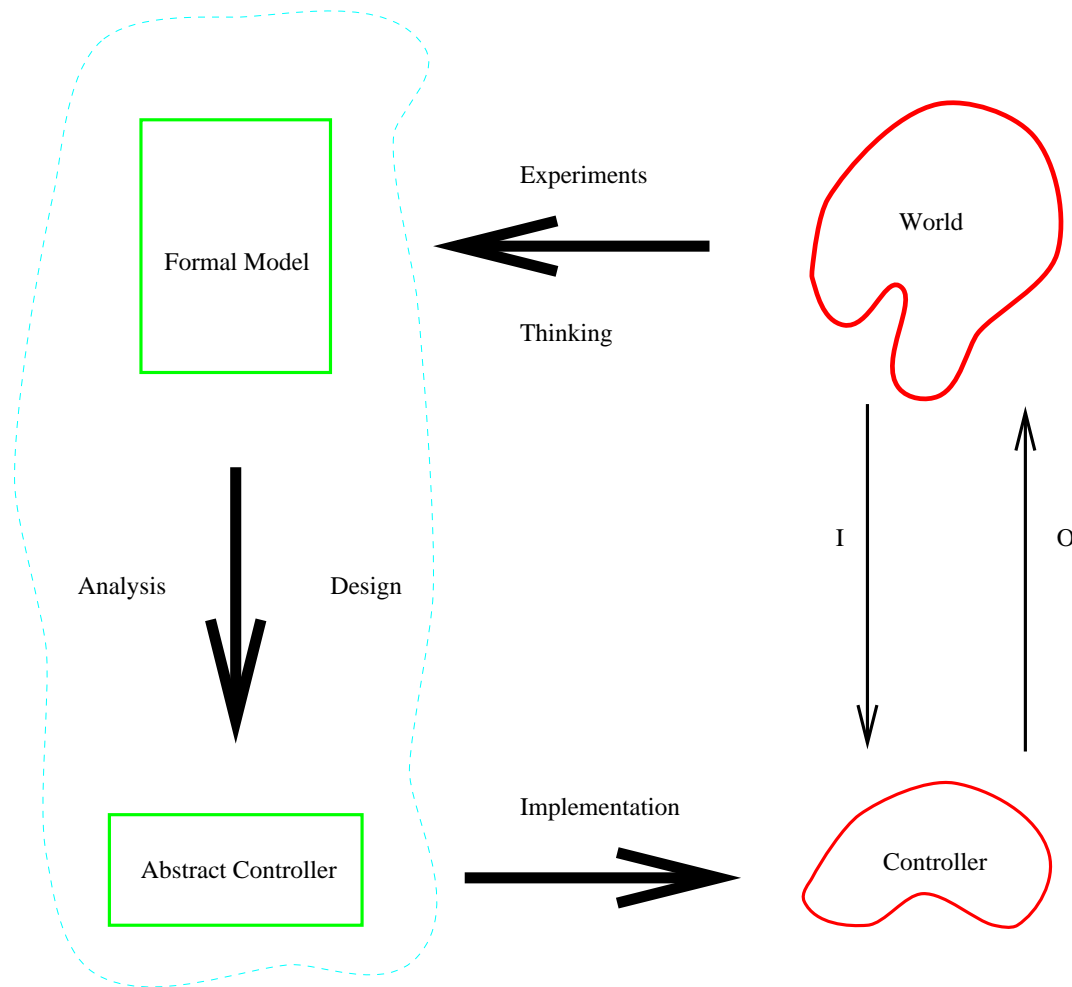 Experiments
World
Formal Model
Thinking
I
O
Analysis
Design
Implementation
Abstract Controller
Controller